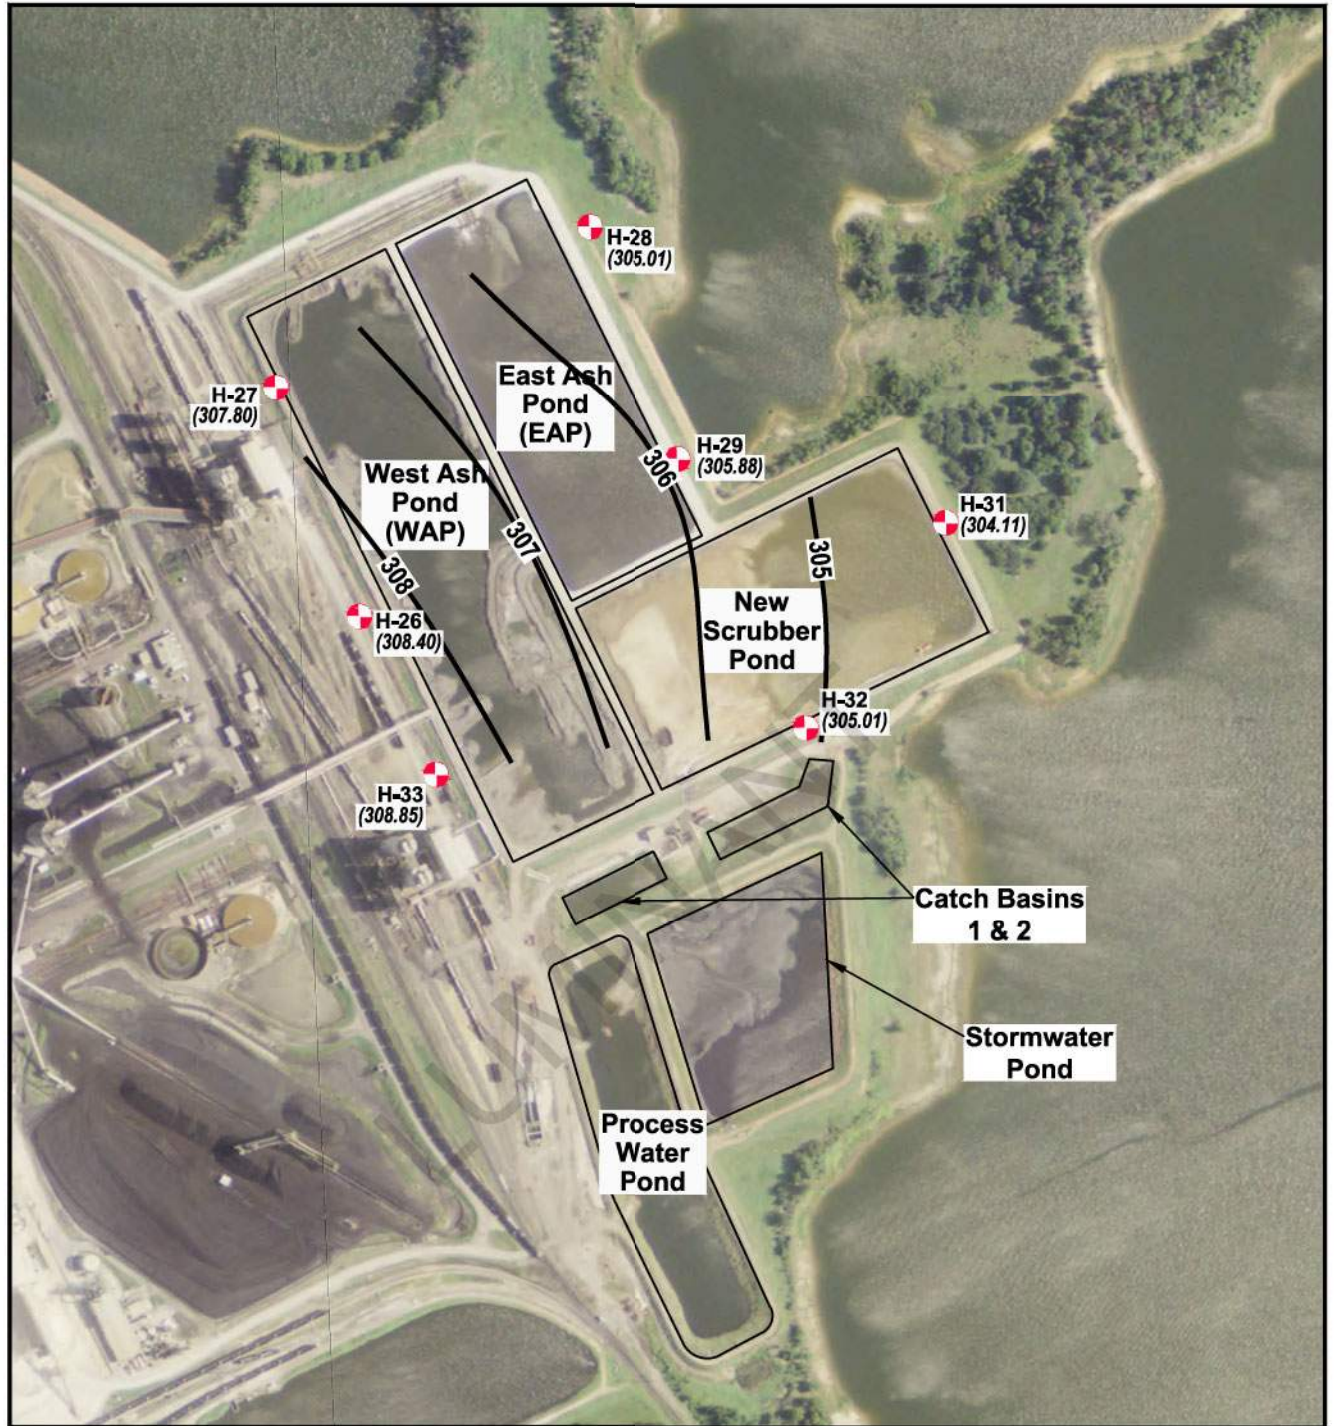 H-28
(305.01)
H-27
(307.80)
East Ash
Pond
(EAP)
H-29
(305.88)
306
West Ash
Pond
(WAP)
H-31
(304.11)
307
305
308
H-26
(308.40)
New
Scrubber
Pond
H-32
(305.01)
H-33
(308.85)
Catch Basins
1 & 2
Stormwater
Pond
Process
Water
Pond